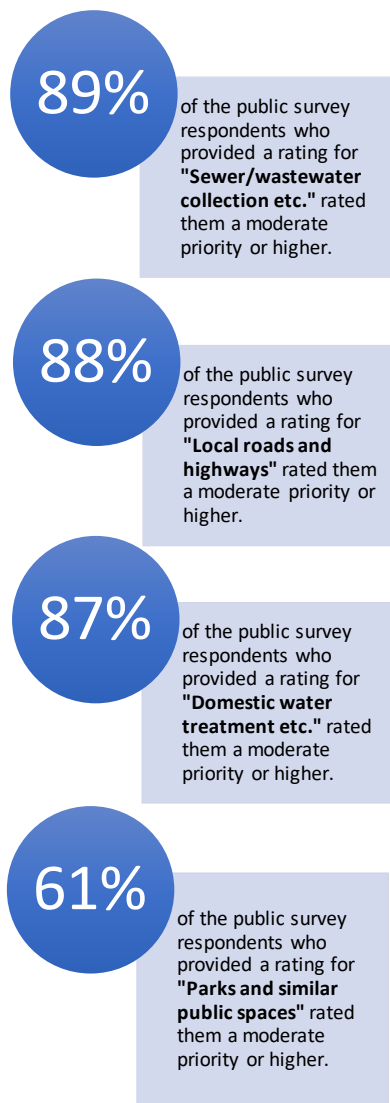 89%
of the public survey
respondents who
provided a rating for
"Sewer/wastewater
collection etc." rated
them a moderate
priority or higher.
88%
of the public survey
respondents who
provided a rating for
"Local roads and
highways" rated them
a moderate priority or
higher.
87%
of the public survey
respondents who
provided a rating for
"Domestic water
treatment etc." rated
them a moderate
priority or higher.
61%
of the public survey
respondents who
provided a rating for
"Parks and similar
public spaces" rated
them a moderate
priority or higher.